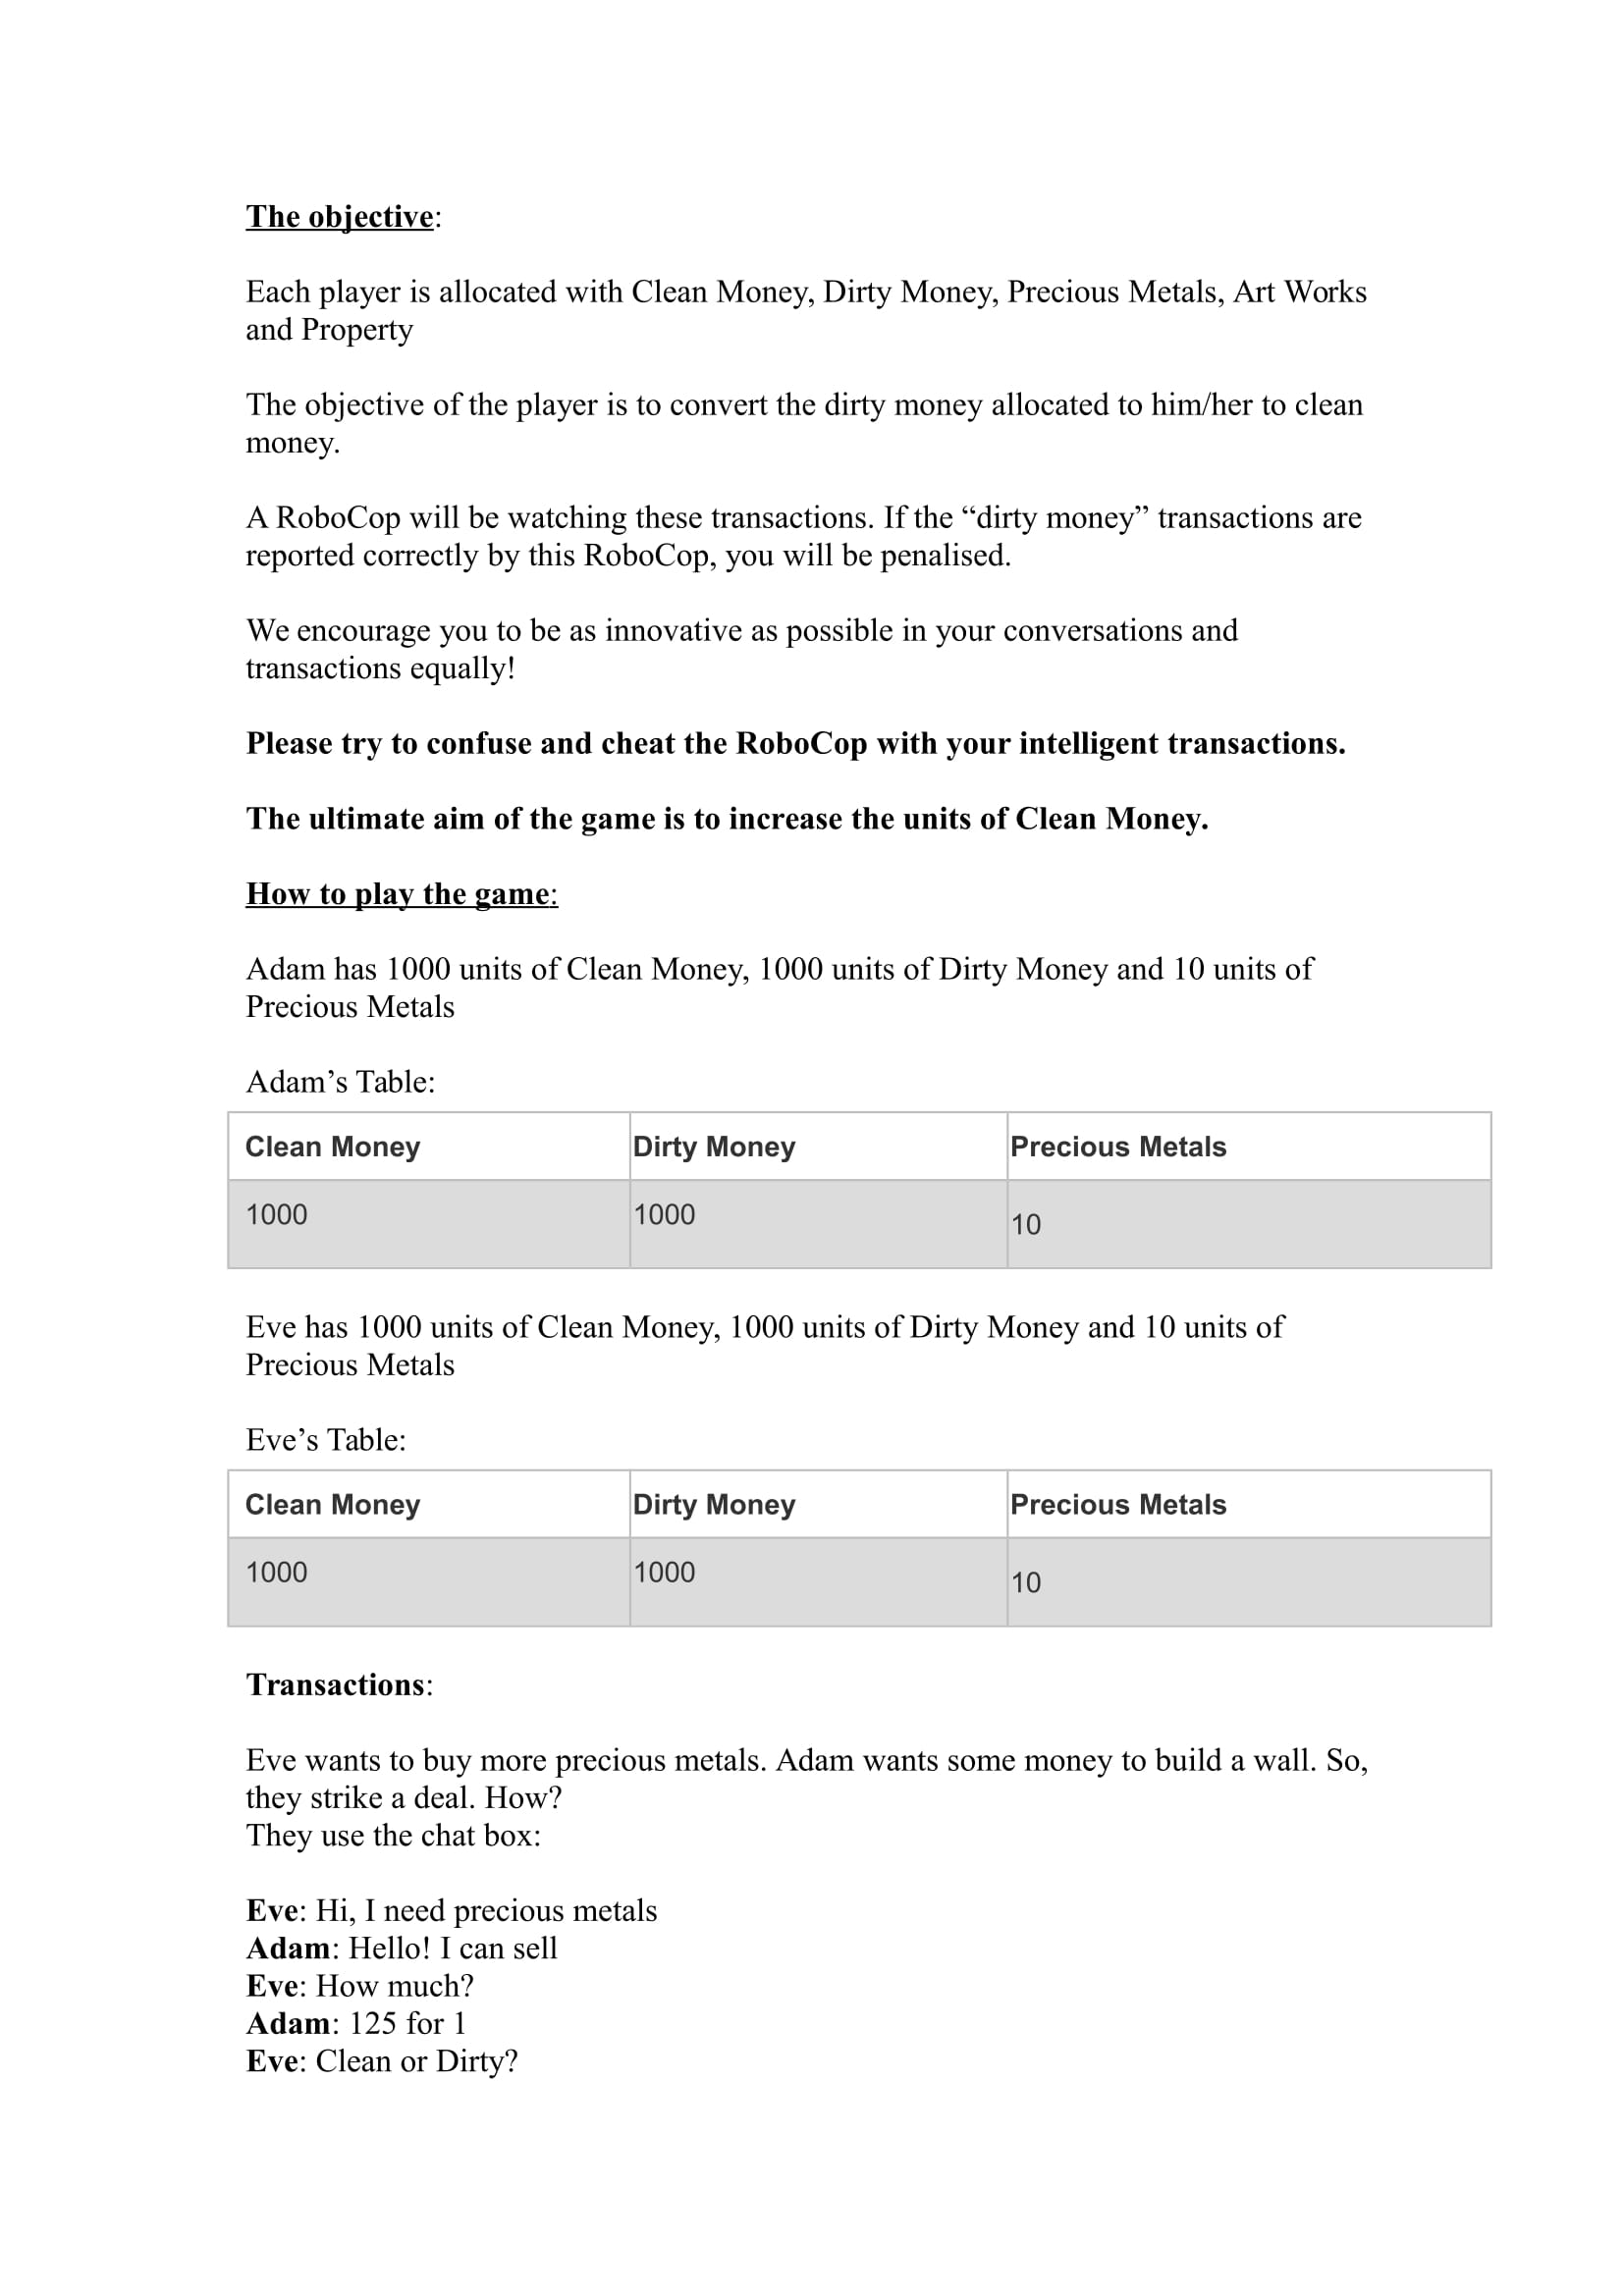 The objective:
Each player is allocated with Clean Money, Dirty Money, Precious Metals, Art Works
and Property
The objective of the player is to convert the dirty money allocated to him/her to clean
money.
A RoboCop will be watching these transactions. If the “dirty money” transactions are
reported correctly by this RoboCop, you will be penalised.
We encourage you to be as innovative as possible in your conversations and
transactions equally!
Please try to confuse and cheat the RoboCop with your intelligent transactions.
The ultimate aim of the game is to increase the units of Clean Money.
How to play the game:
Adam has 1000 units of Clean Money, 1000 units of Dirty Money and 10 units of
Precious Metals
Adam’s Table:
Clean Money Dirty Money Precious Metals
1000 1000 10
Eve has 1000 units of Clean Money, 1000 units of Dirty Money and 10 units of
Precious Metals
Eve’s Table:
Clean Money Dirty Money Precious Metals
1000 1000 10
Transactions:
Eve wants to buy more precious metals. Adam wants some money to build a wall. So,
they strike a deal. How?
They use the chat box:
Eve: Hi, I need precious metals
Adam: Hello! I can sell
Eve: How much?
Adam: 125 for 1
Eve: Clean or Dirty?